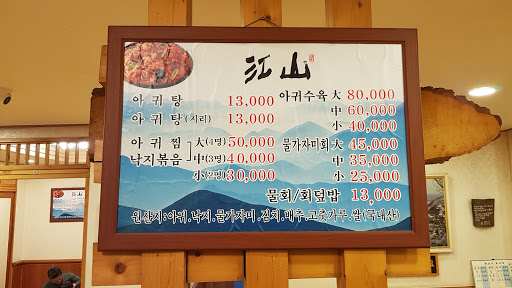 江山
아귀탕 13,000
아귀탕(지리) 13,000
아귀찜 大(4명) 50,000
낙지볶음 中(3명) 40,000
小(2명) 30,000
아귀수육 大 80,000
中 60,000
小 40,000
물가자미회 大 45,000
中 35,000
小 25,000
물회/회덮밥 13,000
원산지:아귀.낙지.물가자미.김치.배추.고춧가루.쌀(국내산)
江山